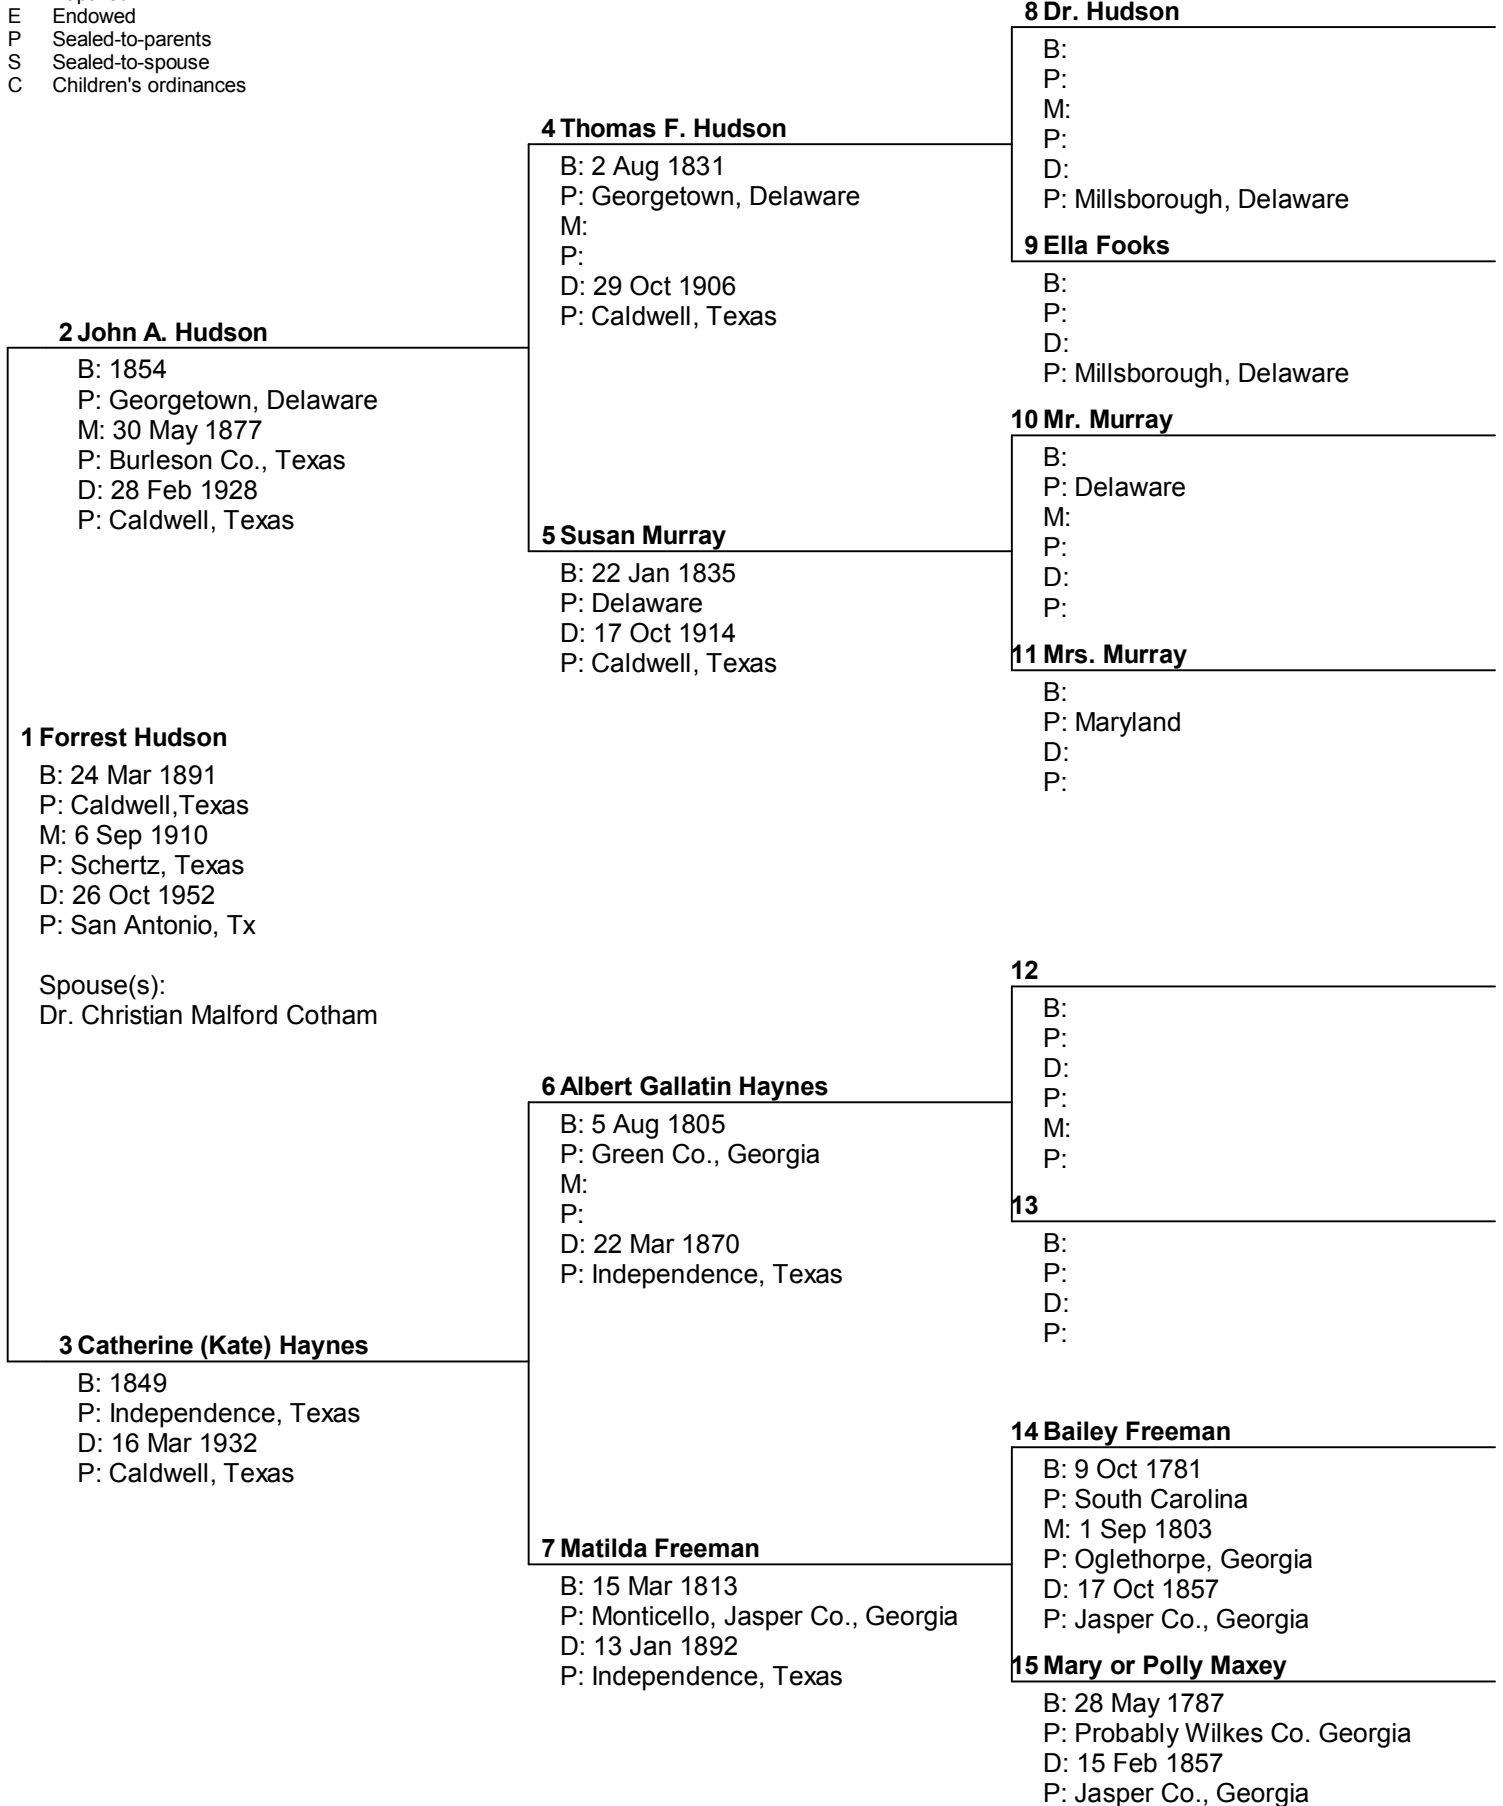 E Endowed
P Sealed-to-parents
S Sealed-to-spouse
C Children's ordinances
8 Dr. Hudson
B:
P:
M:
P:
D:
P: Millsborough, Delaware
4 Thomas F. Hudson
B: 2 Aug 1831
P: Georgetown, Delaware
M:
P:
D: 29 Oct 1906
P: Caldwell, Texas
9 Ella Fooks
B:
P:
D:
P: Millsborough, Delaware
2 John A. Hudson
B: 1854
P: Georgetown, Delaware
M: 30 May 1877
P: Burleson Co., Texas
D: 28 Feb 1928
P: Caldwell, Texas
10 Mr. Murray
B:
P: Delaware
M:
P:
D:
P:
5 Susan Murray
B: 22 Jan 1835
P: Delaware
D: 17 Oct 1914
P: Caldwell, Texas
11 Mrs. Murray
B:
P: Maryland
D:
P:
1 Forrest Hudson
B: 24 Mar 1891
P: Caldwell,Texas
M: 6 Sep 1910
P: Schertz, Texas
D: 26 Oct 1952
P: San Antonio, Tx
Spouse(s):
Dr. Christian Malford Cotham
12
B:
P:
D:
P:
M:
P:
6 Albert Gallatin Haynes
B: 5 Aug 1805
P: Green Co., Georgia
M:
P:
D: 22 Mar 1870
P: Independence, Texas
13
B:
P:
D:
P:
3 Catherine (Kate) Haynes
B: 1849
P: Independence, Texas
D: 16 Mar 1932
P: Caldwell, Texas
14 Bailey Freeman
B: 9 Oct 1781
P: South Carolina
M: 1 Sep 1803
P: Oglethorpe, Georgia
D: 17 Oct 1857
P: Jasper Co., Georgia
7 Matilda Freeman
B: 15 Mar 1813
P: Monticello, Jasper Co., Georgia
D: 13 Jan 1892
P: Independence, Texas
15 Mary or Polly Maxey
B: 28 May 1787
P: Probably Wilkes Co. Georgia
D: 15 Feb 1857
P: Jasper Co., Georgia